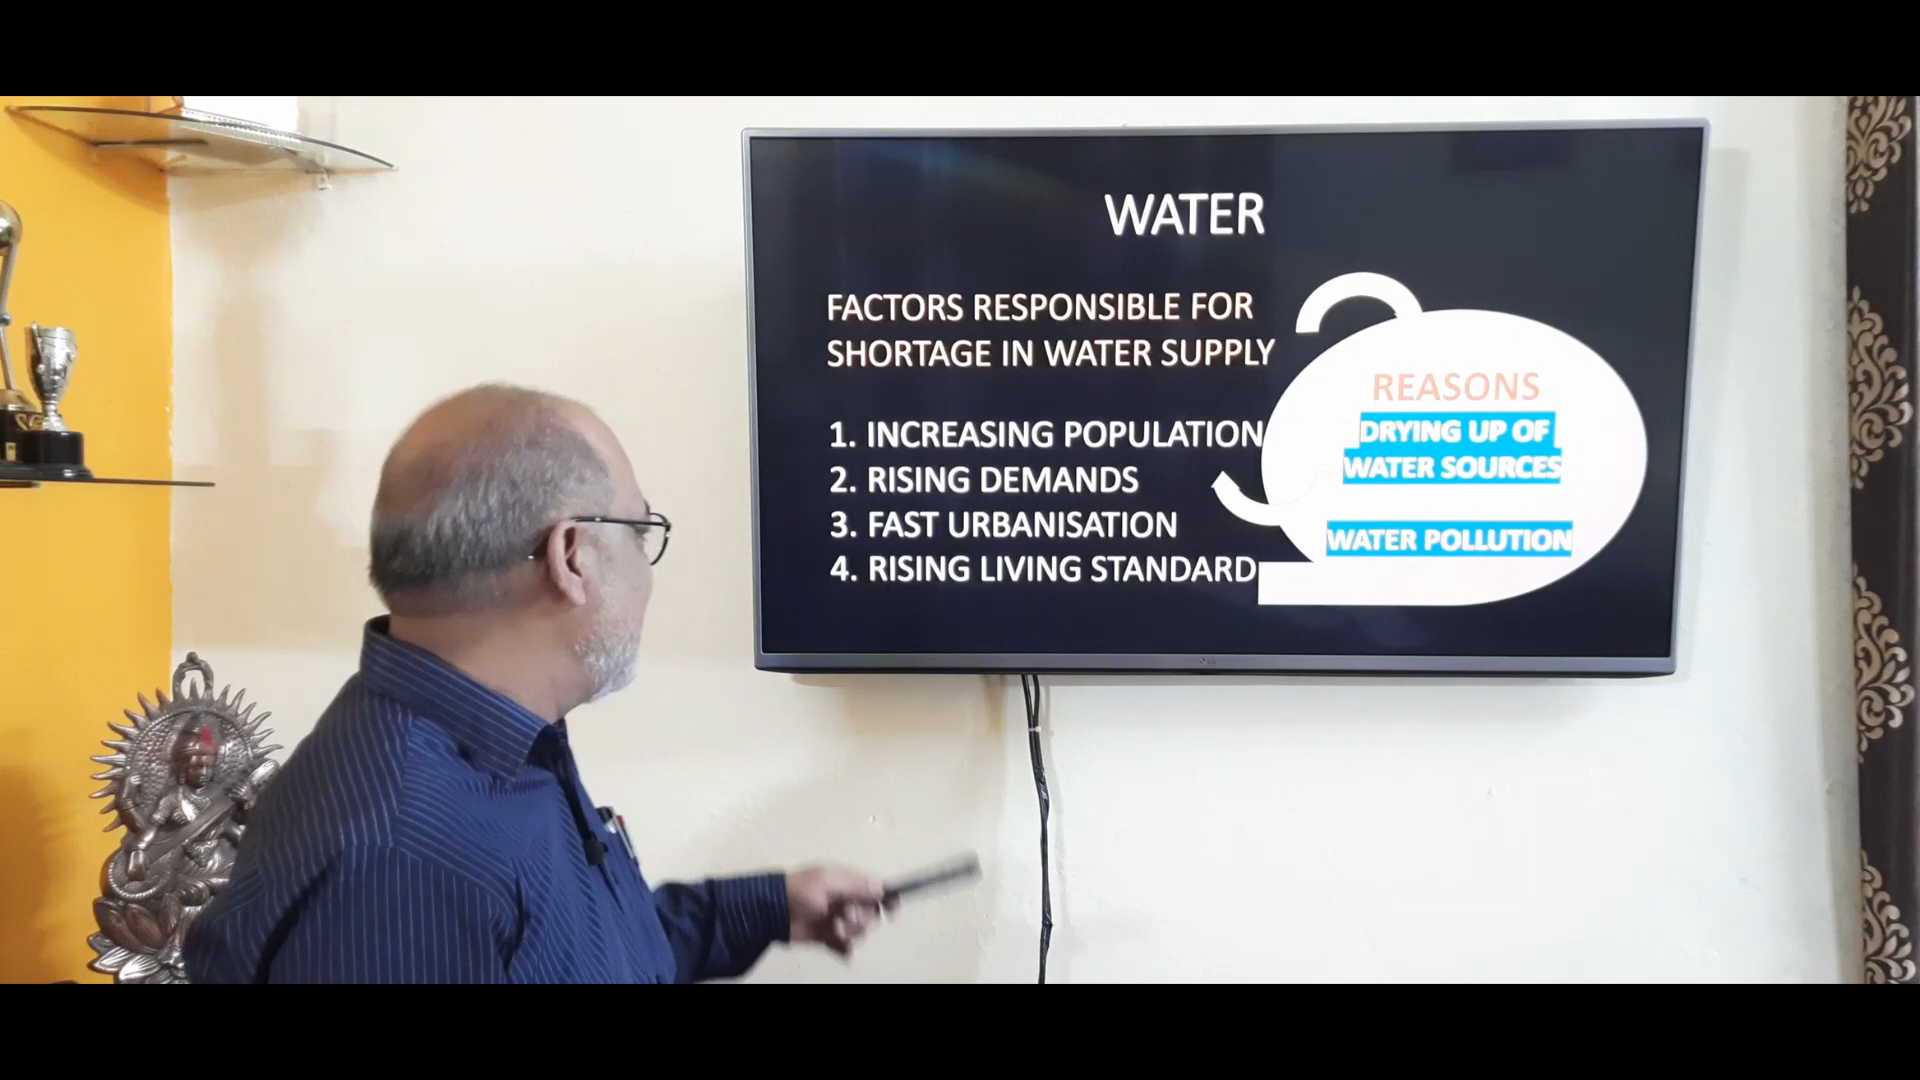 WATER
FACTORS RESPONSIBLE FOR
SHORTAGE IN WATER SUPPLY
1. INCREASING POPULATION
2. RISING DEMANDS
3. FAST URBANISATION
4. RISING LIVING STANDARD
REASONS
DRYING UP OF
WATER SOURCES
WATER POLLUTION